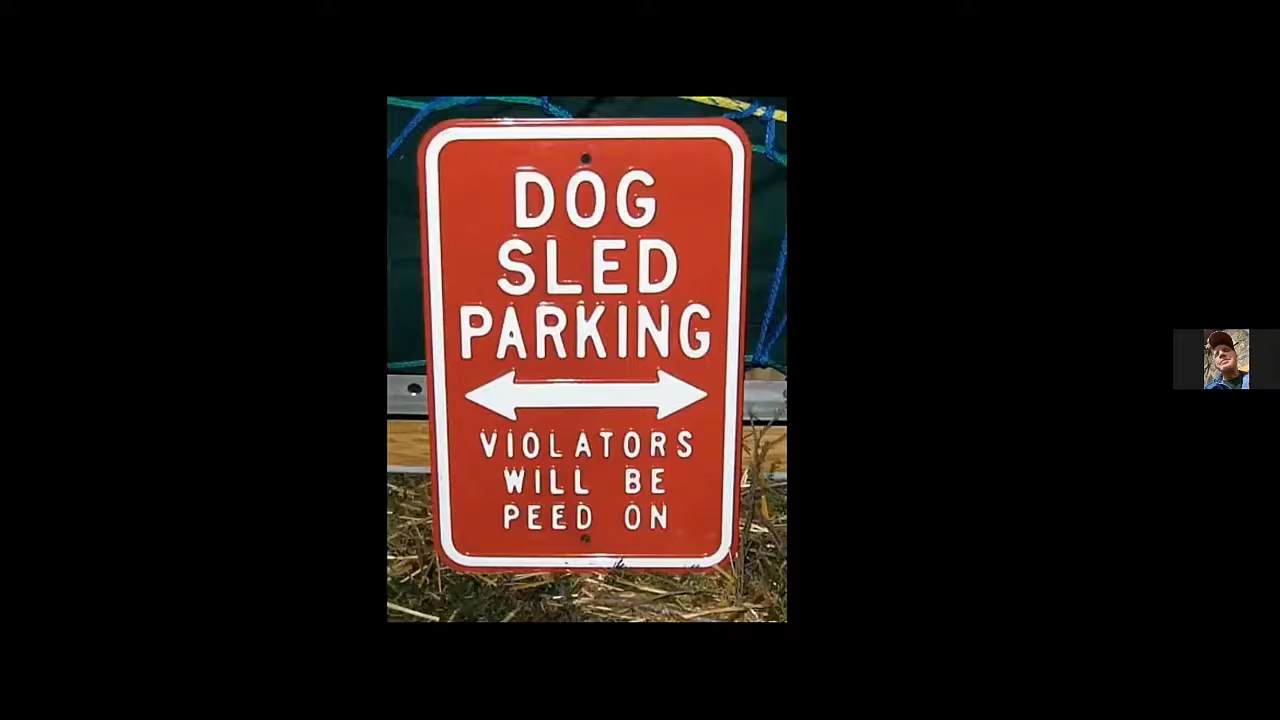 DOG
SLED
PARKING
VIOLATORS
WILL BE
PEED ON